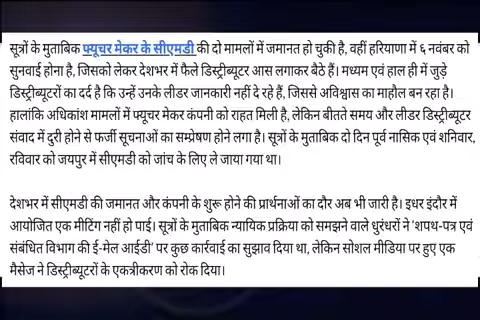 सूत्रों के मुताबिक फ्यूचर मेकर के सीएमडी की दो मामलों में जमानत हो चुकी है, वहीं हरियाणा में ६ नवंबर को
सुनवाई होना है, जिसको लेकर देशभर में फैले डिस्ट्रीब्यूटर आस लगाकर बैठे हैं। मध्यम एवं हाल ही में जुड़े
डिस्ट्रीब्यूटरों का दर्द है कि उन्हें उनके लीडर जानकारी नहीं दे रहे हैं, जिससे अविश्वास का माहौल बन रहा है।
हालांकि अधिकांश मामलों में फ्यूचर मेकर कंपनी को राहत मिली है, लेकिन बीतते समय और लीडर डिस्ट्रीब्यूटर
संवाद में दुरी होने से फर्जी सूचनाओं का सम्प्रेषण होने लगा है। सूत्रों के मुताबिक दो दिन पूर्व नासिक एवं शनिवार,
रविवार को जयपुर में सीएमडी को जांच के लिए ले जाया गया था।
देशभर में सीएमडी की जमानत और कंपनी के शुरू होने की प्रार्थनाओं का दौर अब भी जारी है। इधर इंदौर में
आयोजित एक मीटिंग नहीं हो पाई। सूत्रों के मुताबिक न्यायिक प्रक्रिया को समझने वाले धुरंधरों ने 'शपथ-पत्र एवं
संबंधित विभाग की ई-मेल आईडी' पर कुछ कार्रवाई का सुझाव दिया था, लेकिन सोशल मीडिया पर हुए एक
मैसेज ने डिस्ट्रीब्यूटरों के एकत्रीकरण को रोक दिया।